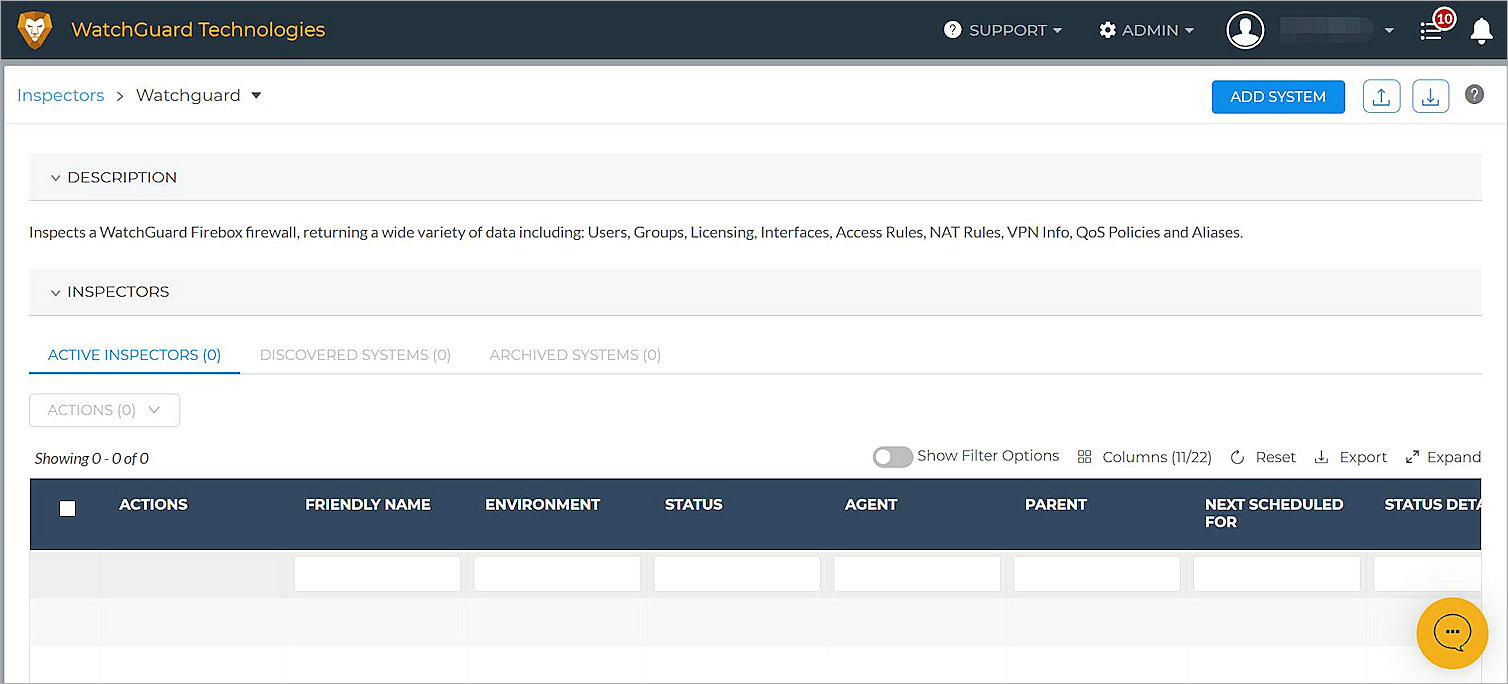 WatchGuard Technologies
? SUPPORT ADMIN 10
Inspectors > Watchguard ADD SYSTEM ?
DESCRIPTION
Inspects a WatchGuard Firebox firewall, returning a wide variety of data including: Users, Groups, Licensing, Interfaces, Access Rules, NAT Rules, VPN Info, QoS Policies and Aliases.
INSPECTORS
ACTIVE INSPECTORS (0) DISCOVERED SYSTEMS (0) ARCHIVED SYSTEMS (0)
ACTIONS (0)
Showing 0 - 0 of 0 Show Filter Options Columns (11/22) Reset Export Expand
ACTIONS FRIENDLY NAME ENVIRONMENT STATUS AGENT PARENT NEXT SCHEDULED STATUS DETA
FOR